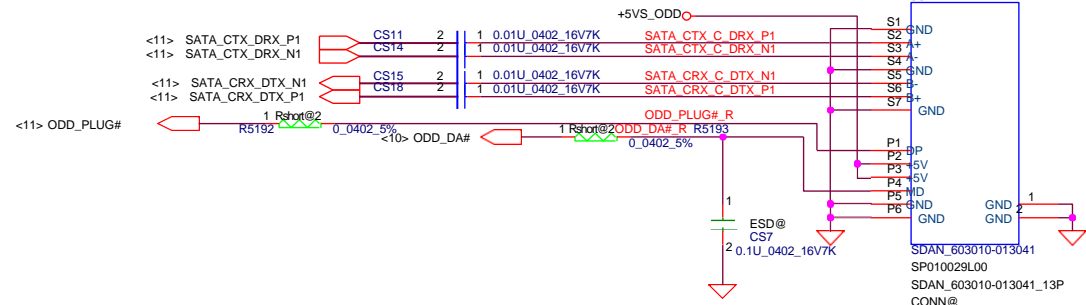 +5VS_ODD
<11> SATA_CTX_DRX_P1 CS11 2 1 0.01U_0402_16V7K SATA_CTX_C_DRX_P1
<11> SATA_CTX_DRX_N1 CS14 2 1 0.01U_0402_16V7K SATA_CTX_C_DRX_N1
<11> SATA_CRX_DTX_N1 CS15 2 1 0.01U_0402_16V7K SATA_CRX_C_DTX_N1
<11> SATA_CRX_DTX_P1 CS18 2 1 0.01U_0402_16V7K SATA_CRX_C_DTX_P1
S1 GND
S2 A+
S3 A-
S4 GND
S5 B-
S6 B+
S7 GND
<11> ODD_PLUG# 1 Rshort@2 ODD_PLUG#_R
R5192 0_0402_5%
<10> ODD_DA# 1 Rshort@2 ODD_DA#_R R5193
0_0402_5%
P1 DP
P2 +5V
P3 +5V
P4 MD
P5 GND
P6 GND
GND 1
GND 2
1 ESD@
CS7
2 0.1U_0402_16V7K
SDAN_603010-013041
SP010029L00
SDAN_603010-013041_13P
CONN@